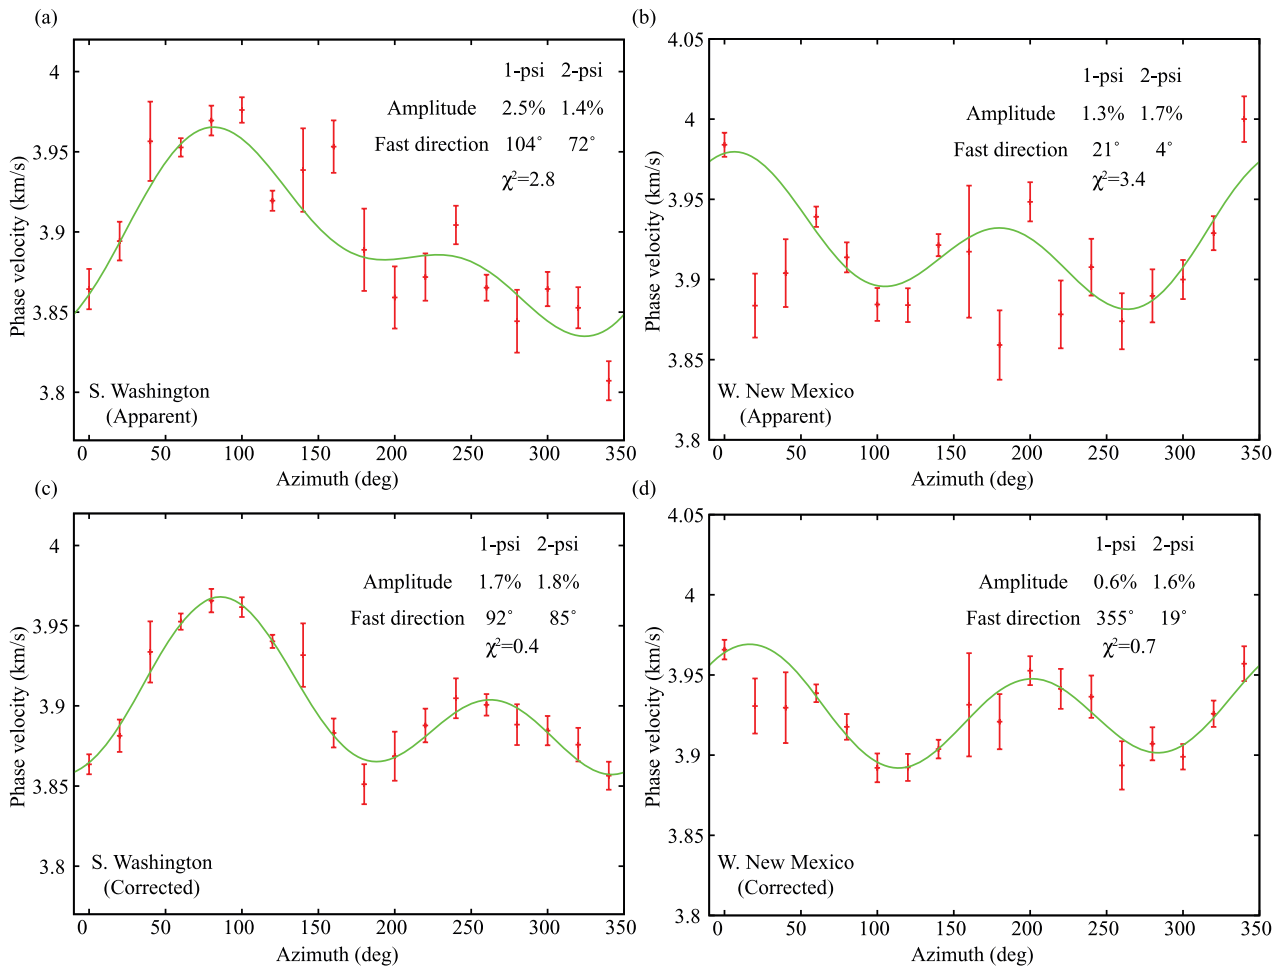 (a)
4
3.95
3.9
3.85
3.8
Phase velocity (km/s)
1-psi 2-psi
Amplitude 2.5% 1.4%
Fast direction 104° 72°
χ²=2.8
S. Washington
(Apparent)
0 50 100 150 200 250 300 350
Azimuth (deg)
(b)
4.05
4
3.95
3.9
3.85
3.8
Phase velocity (km/s)
1-psi 2-psi
Amplitude 1.3% 1.7%
Fast direction 21° 4°
χ²=3.4
W. New Mexico
(Apparent)
0 50 100 150 200 250 300 350
Azimuth (deg)
(c)
4
3.95
3.9
3.85
3.8
Phase velocity (km/s)
1-psi 2-psi
Amplitude 1.7% 1.8%
Fast direction 92° 85°
χ²=0.4
S. Washington
(Corrected)
0 50 100 150 200 250 300 350
Azimuth (deg)
(d)
4.05
4
3.95
3.9
3.85
3.8
Phase velocity (km/s)
1-psi 2-psi
Amplitude 0.6% 1.6%
Fast direction 355° 19°
χ²=0.7
W. New Mexico
(Corrected)
0 50 100 150 200 250 300 350
Azimuth (deg)